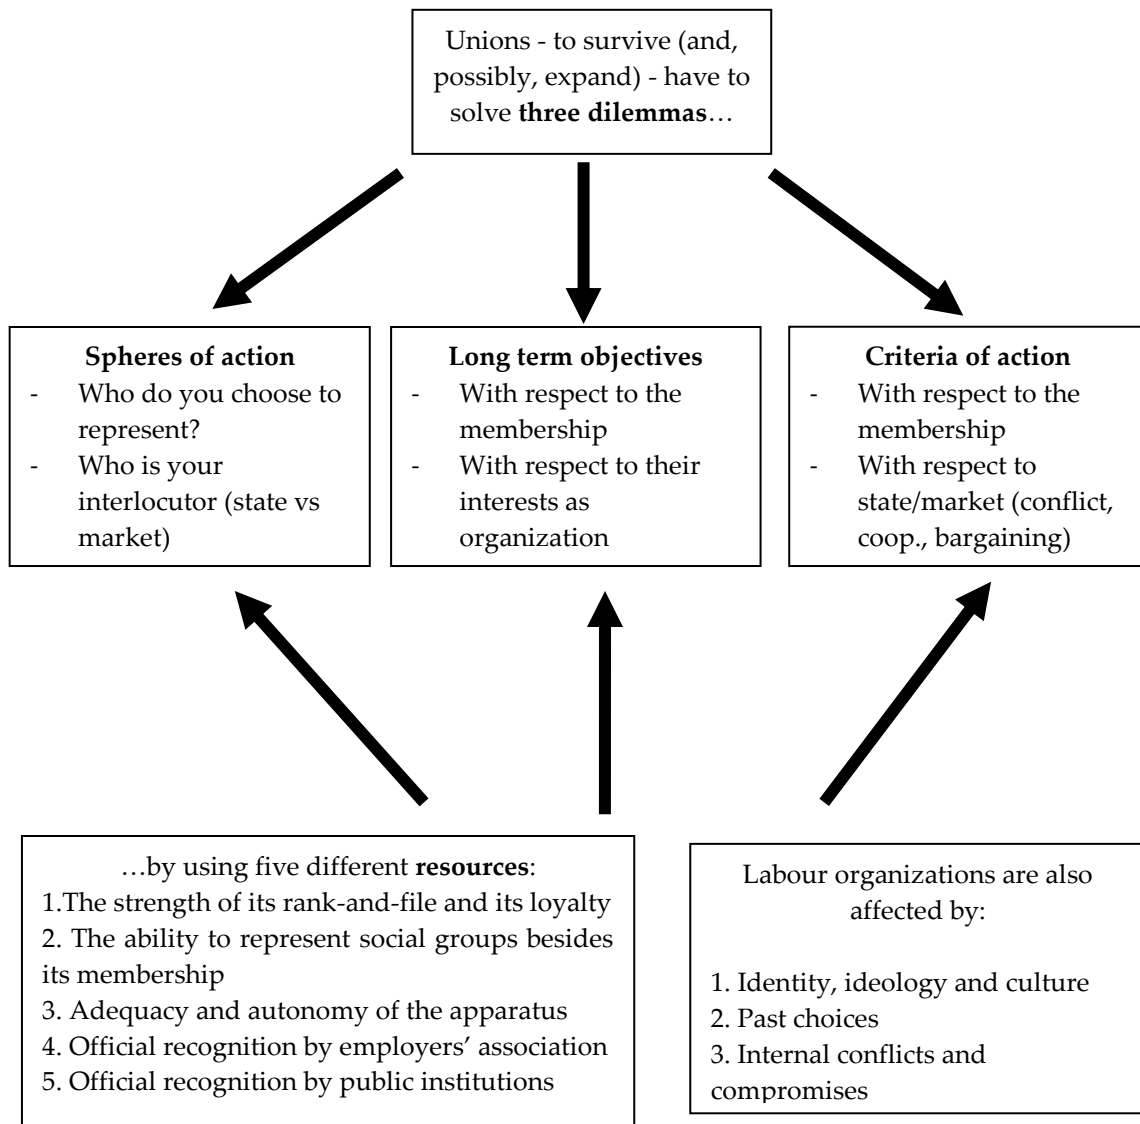 Unions - to survive (and,
possibly, expand) - have to
solve three dilemmas…
Spheres of action
- Who do you choose to
represent?
- Who is your
interlocutor (state vs
market)
Long term objectives
- With respect to the
membership
- With respect to their
interests as
organization
Criteria of action
- With respect to the
membership
- With respect to
state/market (conflict,
coop., bargaining)
…by using five different resources:
1.The strength of its rank-and-file and its loyalty
2. The ability to represent social groups besides
its membership
3. Adequacy and autonomy of the apparatus
4. Official recognition by employers’ association
5. Official recognition by public institutions
Labour organizations are also
affected by:
1. Identity, ideology and culture
2. Past choices
3. Internal conflicts and
compromises